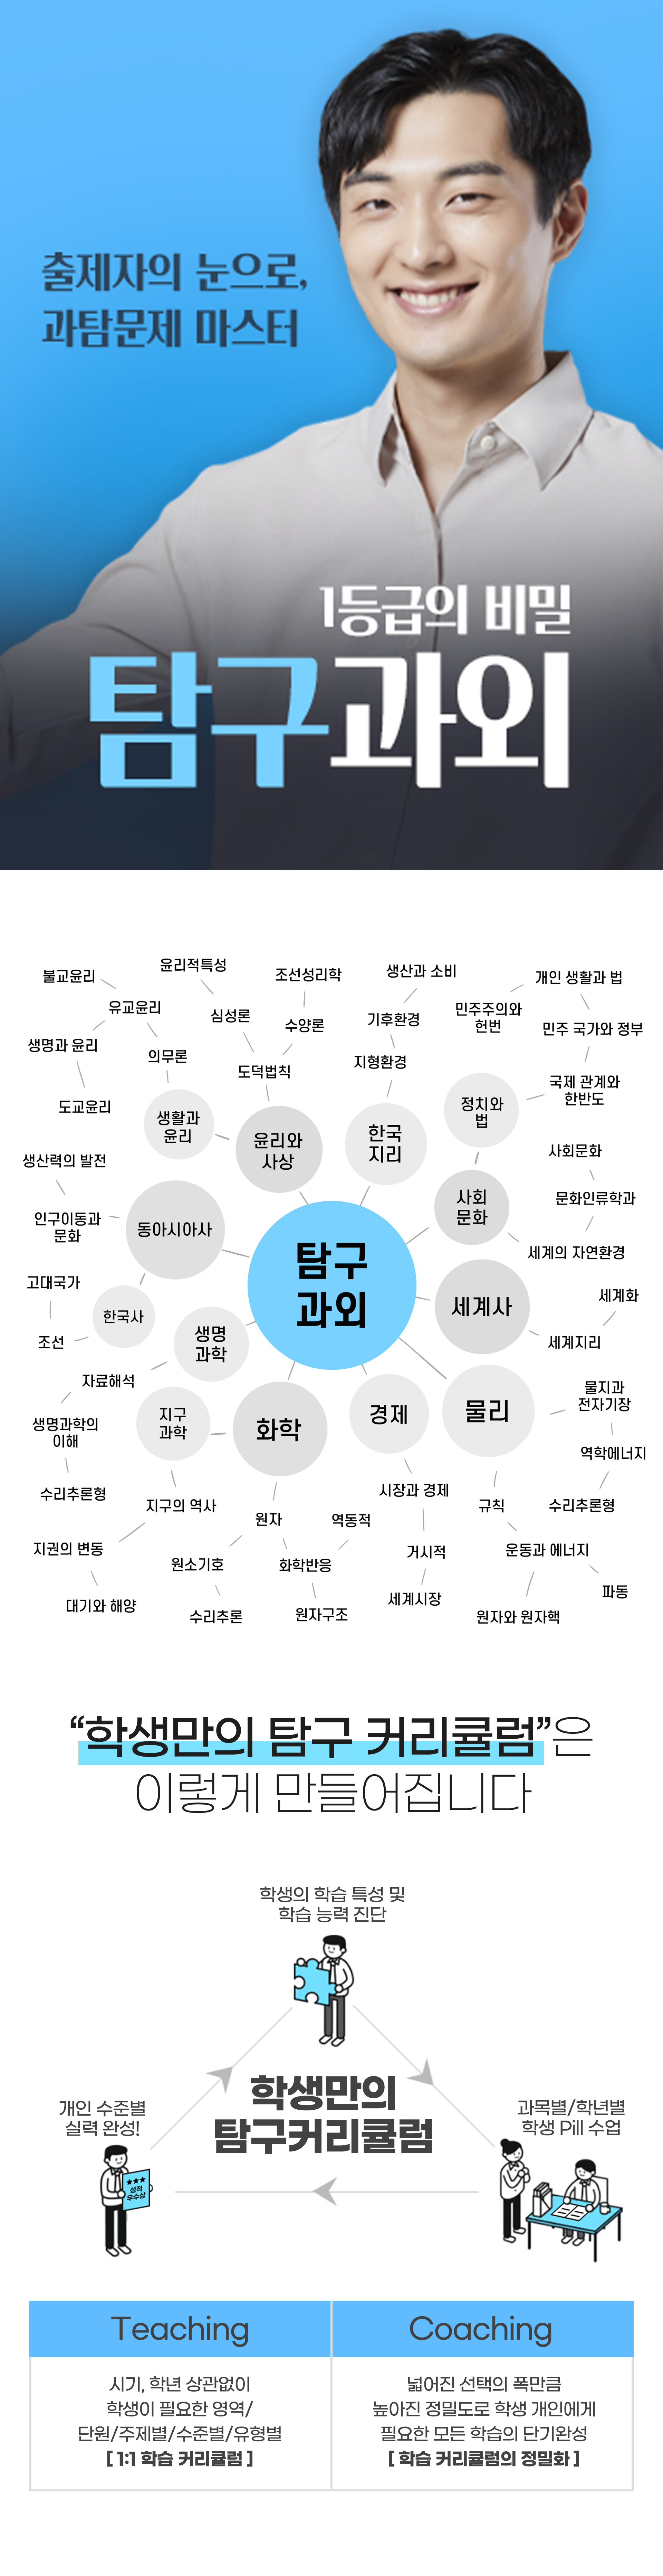 출제자의 눈으로,
과탐문제 마스터
1등급의 비밀
탐구과외
불교윤리
유교윤리
생명과 윤리
의무론
도교윤리
생활과
윤리
윤리적특성
심성론
조선성리학
수양론
도덕법칙
윤리와
사상
생산과 소비
기후환경
지형환경
한국
지리
개인 생활과 법
민주주의와
헌번
민주 국가와 정부
국제 관계와
한반도
정치와
법
사회
문화
사회문화
문화인류학과
세계의 자연환경
생산력의 발전
인구이동과
문화
동아시아사
고대국가
조선
한국사
탐구
과외
세계사
세계화
세계지리
생명
과학
자료해석
생명과학의
이해
수리추론형
지구
과학
지구의 역사
지권의 변동
대기와 해양
화학
원자
원소기호
수리추론
역동적
화학반응
원자구조
경제
시장과 경제
거시적
세계시장
물리
물지과
전자기장
역학에너지
수리추론형
규칙
운동과 에너지
파동
원자와 원자핵
“학생만의 탐구 커리큘럼”은
이렇게 만들어집니다
학생의 학습 특성 및
학습 능력 진단
학생만의
탐구커리큘럼
개인 수준별
실력 완성!
★★★
성적
우수상
과목별/학년별
학생 Pill 수업
Teaching
시기, 학년 상관없이
학생이 필요한 영역/
단원/주제별/수준별/유형별
[ 1:1 학습 커리큘럼 ]
Coaching
넓어진 선택의 폭만큼
높아진 정밀도로 학생 개인에게
필요한 모든 학습의 단기완성
[ 학습 커리큘럼의 정밀화 ]